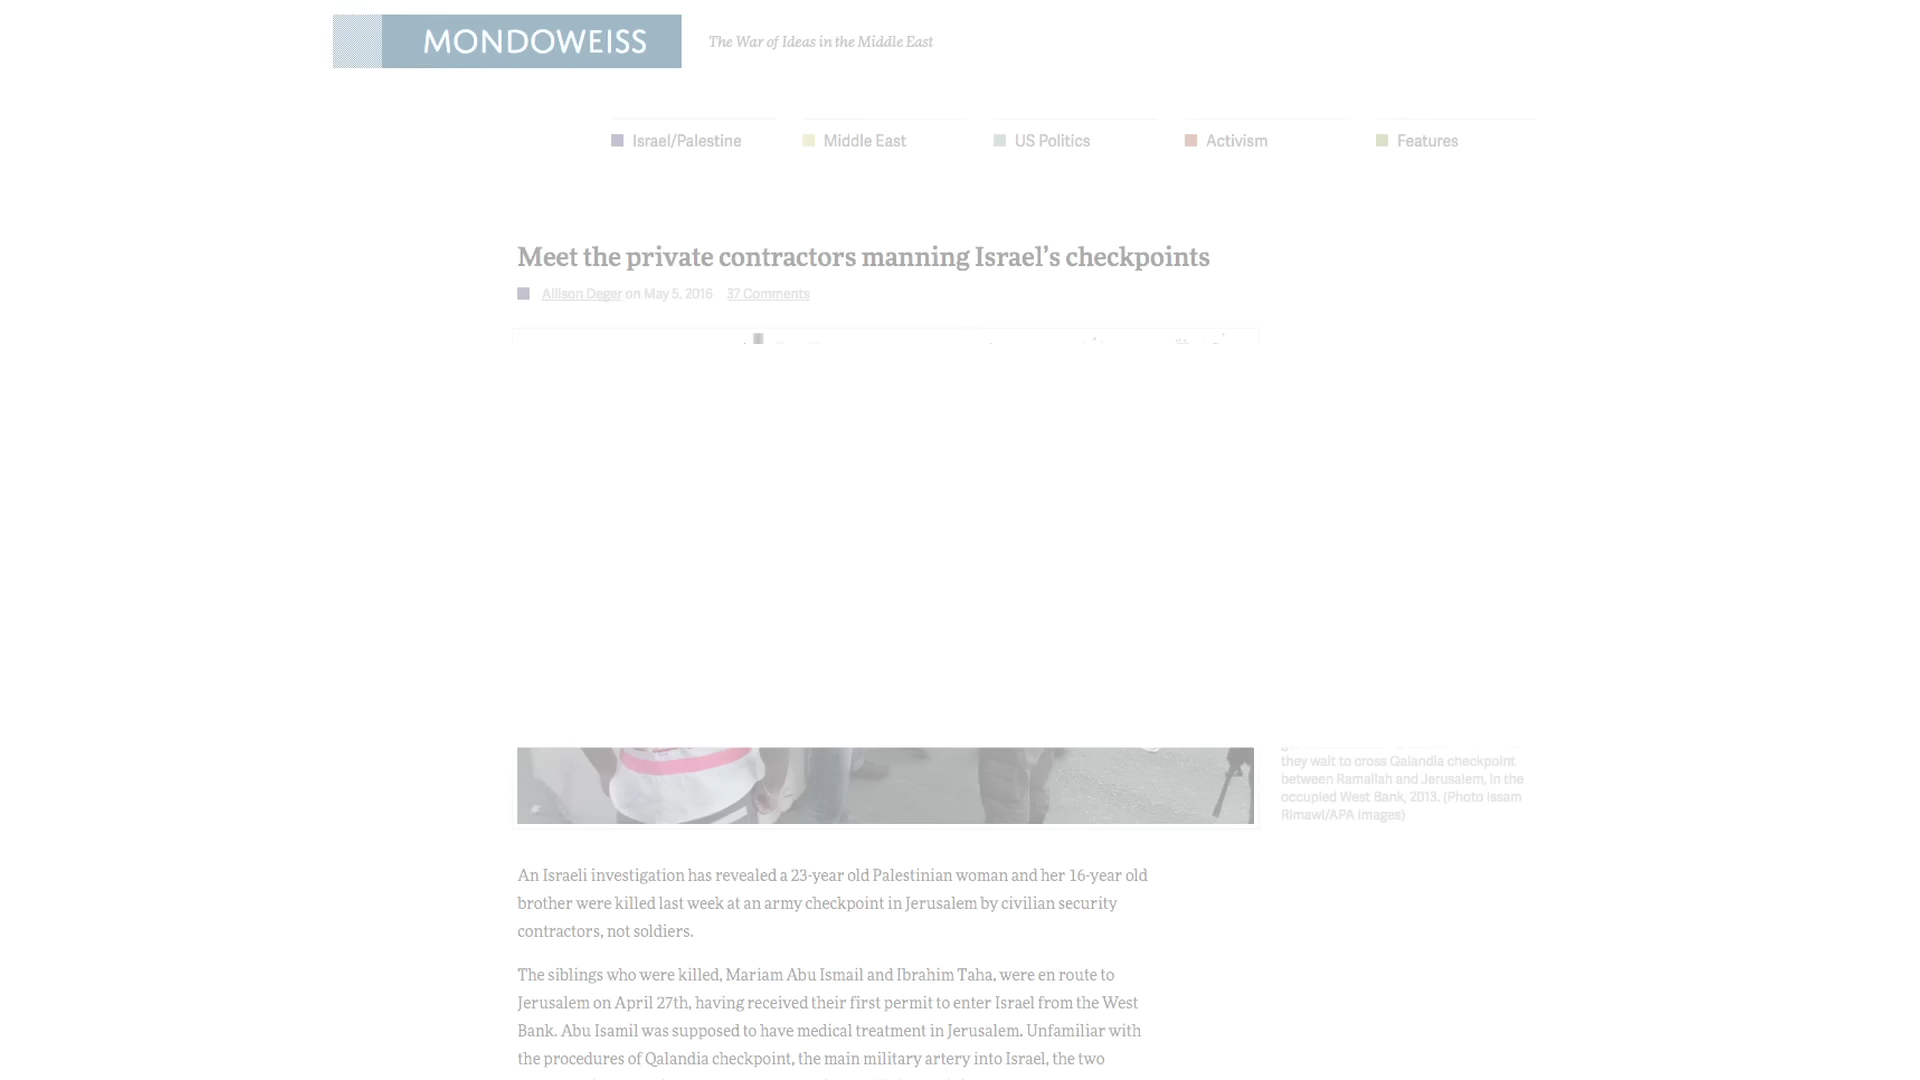 MONDOWEISS
The War of Ideas in the Middle East
Israel/Palestine
Middle East
US Politics
Activism
Features
Meet the private contractors manning Israel's checkpoints
Allison Deger on May 5, 2016 37 Comments
they wait to cross Qalandia checkpoint
between Ramallah and Jerusalem, in the
occupied West Bank, 2013. (Photo Issam
Rimawi/APA images)
An Israeli investigation has revealed a 23-year old Palestinian woman and her 16-year old
brother were killed last week at an army checkpoint in Jerusalem by civilian security
contractors, not soldiers.
The siblings who were killed, Mariam Abu Ismail and Ibrahim Taha, were en route to
Jerusalem on April 27th, having received their first permit to enter Israel from the West
Bank. Abu Isamil was supposed to have medical treatment in Jerusalem. Unfamiliar with
the procedures of Qalandia checkpoint, the main military artery into Israel, the two